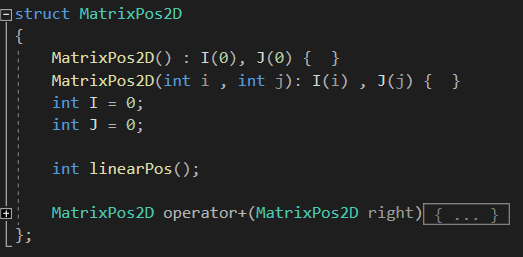 struct MatrixPos2D
{
MatrixPos2D() : I(0), J(0) {  }
MatrixPos2D(int i , int j): I(i) , J(j) {  }
int I = 0;
int J = 0;
int linearPos();
MatrixPos2D operator+(MatrixPos2D right) { ... }
};